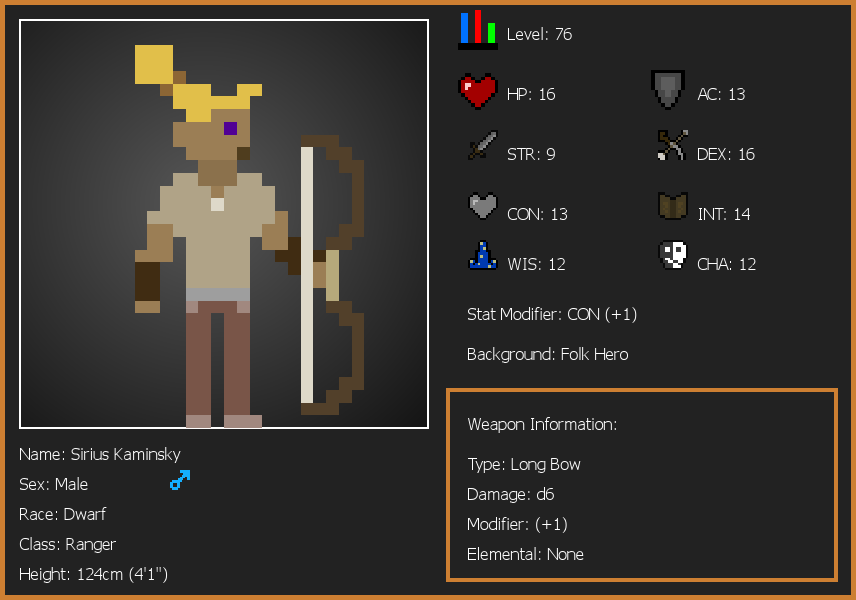 Level: 76
HP: 16
AC: 13
STR: 9
DEX: 16
CON: 13
INT: 14
WIS: 12
CHA: 12
Stat Modifier: CON (+1)
Background: Folk Hero
Weapon Information:
Type: Long Bow
Damage: d6
Modifier: (+1)
Elemental: None
Name: Sirius Kaminsky
Sex: Male
Race: Dwarf
Class: Ranger
Height: 124cm (4'1")